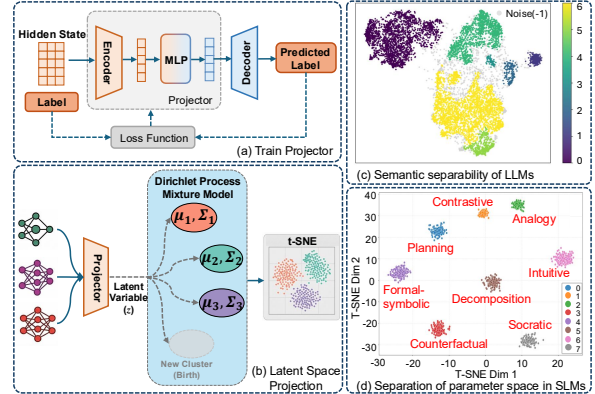 Hidden State
Encoder
MLP
Decoder
Predicted
Label
Projector
Label
Loss Function
(a) Train Projector
Noise(-1)
6
5
4
3
2
1
0
(c) Semantic separability of LLMs
Dirichlet Process
Mixture Model
μ₁, Σ₁
μ₂, Σ₂
μ₃, Σ₃
Projector
Latent
Variable
(z)
New Cluster
(Birth)
t-SNE
(b) Latent Space
Projection
T-SNE Dim 2
40
30
20
10
0
-10
-20
-30
Contrastive
Analogy
Planning
Intuitive
Formal-
symbolic
Decomposition
Counterfactual
Socratic
0
1
2
3
4
5
6
7
-30
-20
-10
0
10
20
T-SNE Dim 1
(d) Separation of parameter space in SLMs